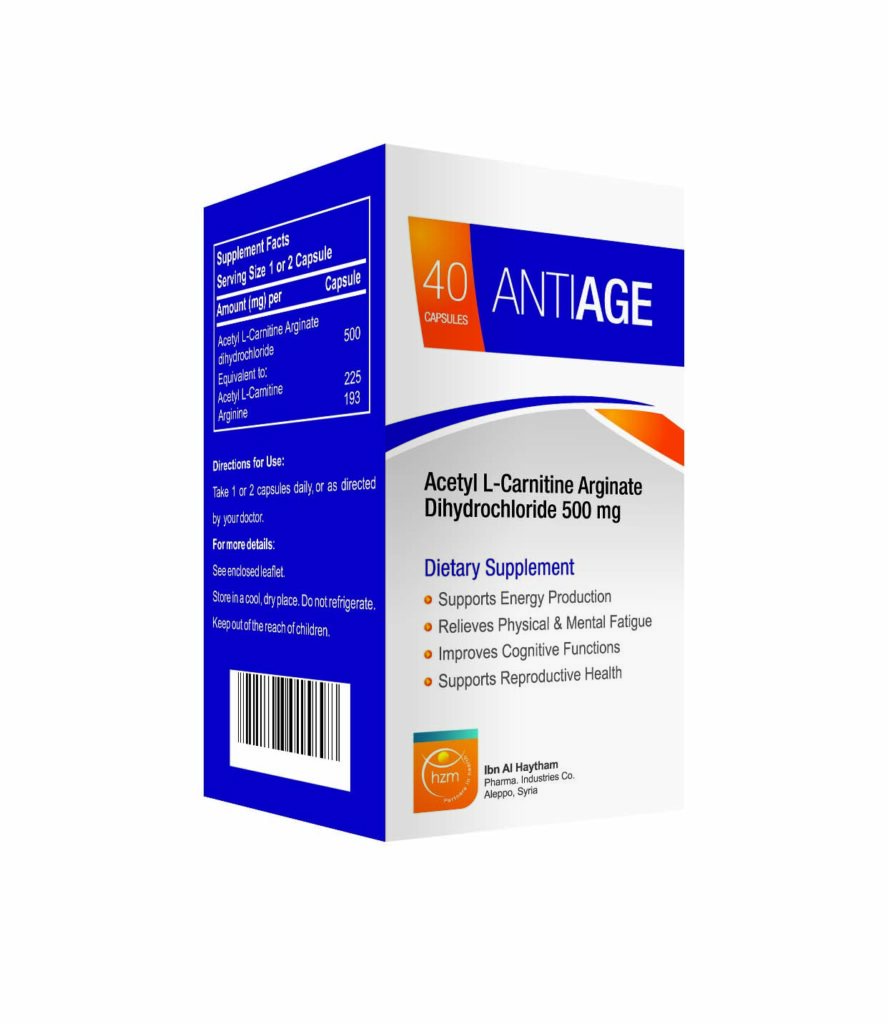 Supplement Facts
Serving Size 1 or 2 Capsule
Amount (mg) per Capsule
Acetyl L-Carnitine Arginate 500
dihydrochloride
Equivalent to:
Acetyl L-Carnitine 225
Arginine 193
Directions for Use:
Take 1 or 2 capsules daily, or as directed
by your doctor.
For more details:
See enclosed leaflet.
Store in a cool, dry place. Do not refrigerate.
Keep out of the reach of children.
40
CAPSULES
ANTIAGE
Acetyl L-Carnitine Arginate
Dihydrochloride 500 mg
Dietary Supplement
Supports Energy Production
Relieves Physical & Mental Fatigue
Improves Cognitive Functions
Supports Reproductive Health
hzm
Partners in health
Ibn Al Haytham
Pharma. Industries Co.
Aleppo, Syria